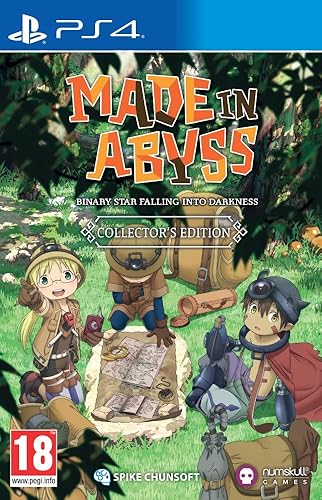 PS4
MADE IN
ABYSS
BINARY STAR FALLING INTO DARKNESS
COLLECTOR'S EDITION
18
www.pegi.info
SPIKE CHUNSOFT
numskull
GAMES